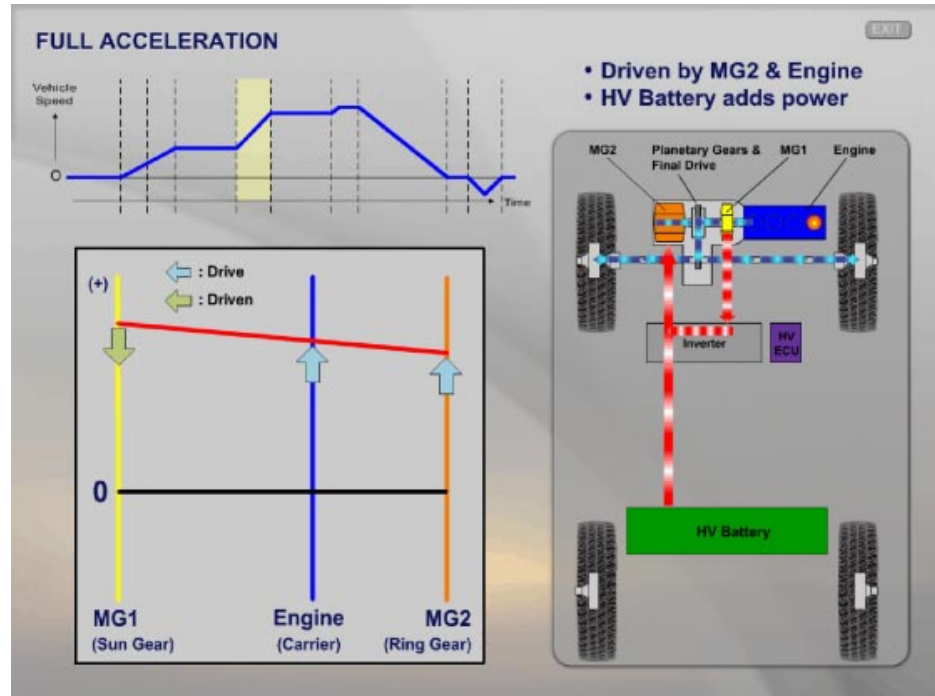 FULL ACCELERATION
EXIT
Vehicle
Speed
O
Time
• Driven by MG2 & Engine
• HV Battery adds power
MG2
Planetary Gears &
Final Drive
MG1
Engine
Inverter
HV
ECU
HV Battery
(+)
: Drive
: Driven
0
MG1
(Sun Gear)
Engine
(Carrier)
MG2
(Ring Gear)